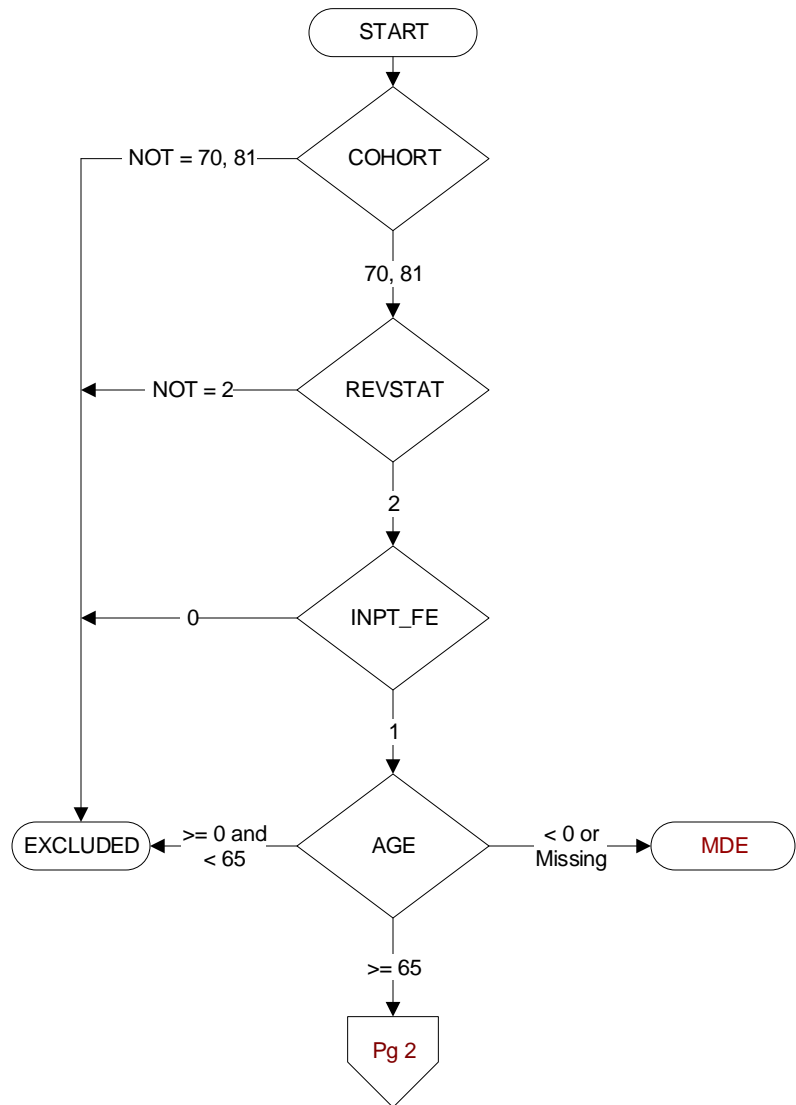 START
COHORT
NOT = 70, 81
70, 81
REVSTAT
NOT = 2
2
INPT_FE
0
1
AGE
EXCLUDED
>= 0 and
< 65
< 0 or
Missing
MDE
>= 65
Pg 2